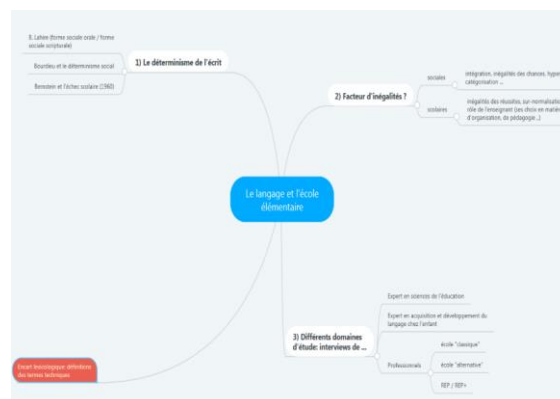 B. Lahire (forme sociale orale / forme
sociale scripturale)
Bourdieu et le déterminisme social
Bernstein et l'échec scolaire (1960)
1) Le déterminisme de l'écrit
2) Facteur d'inégalités ?
sociales
intégration, inégalités des chances, hyper
catégorisation ...
scolaires
inégalités des réussites, sur-normalisatio
rôle de l'enseignant (ses choix en matièr
d'organisation, de pédagogie ..)
Le langage et l'école
élémentaire
3) Différents domaines
d'étude: interviews de ...
Expert en sciences de l'éducation
Expert en acquisition et développement du
langage chez l'enfant
Professionnels
école "classique"
école "alternative"
REP / REP+
Encart lexicologique: définitions
des termes techniques